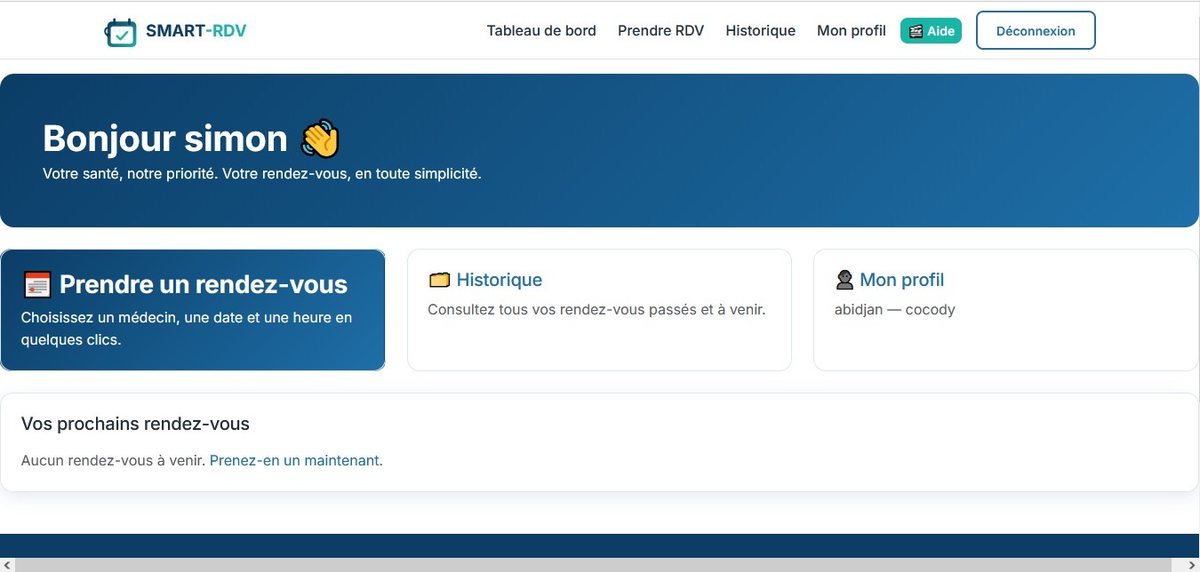 SMART-RDV
Tableau de bord
Prendre RDV
Historique
Mon profil
Aide
Déconnexion
Bonjour simon
Votre santé, notre priorité. Votre rendez-vous, en toute simplicité.
Prendre un rendez-vous
Choisissez un médecin, une date et une heure en
quelques clics.
Historique
Consultez tous vos rendez-vous passés et à venir.
Mon profil
abidjan — cocody
Vos prochains rendez-vous
Aucun rendez-vous à venir. Prenez-en un maintenant.